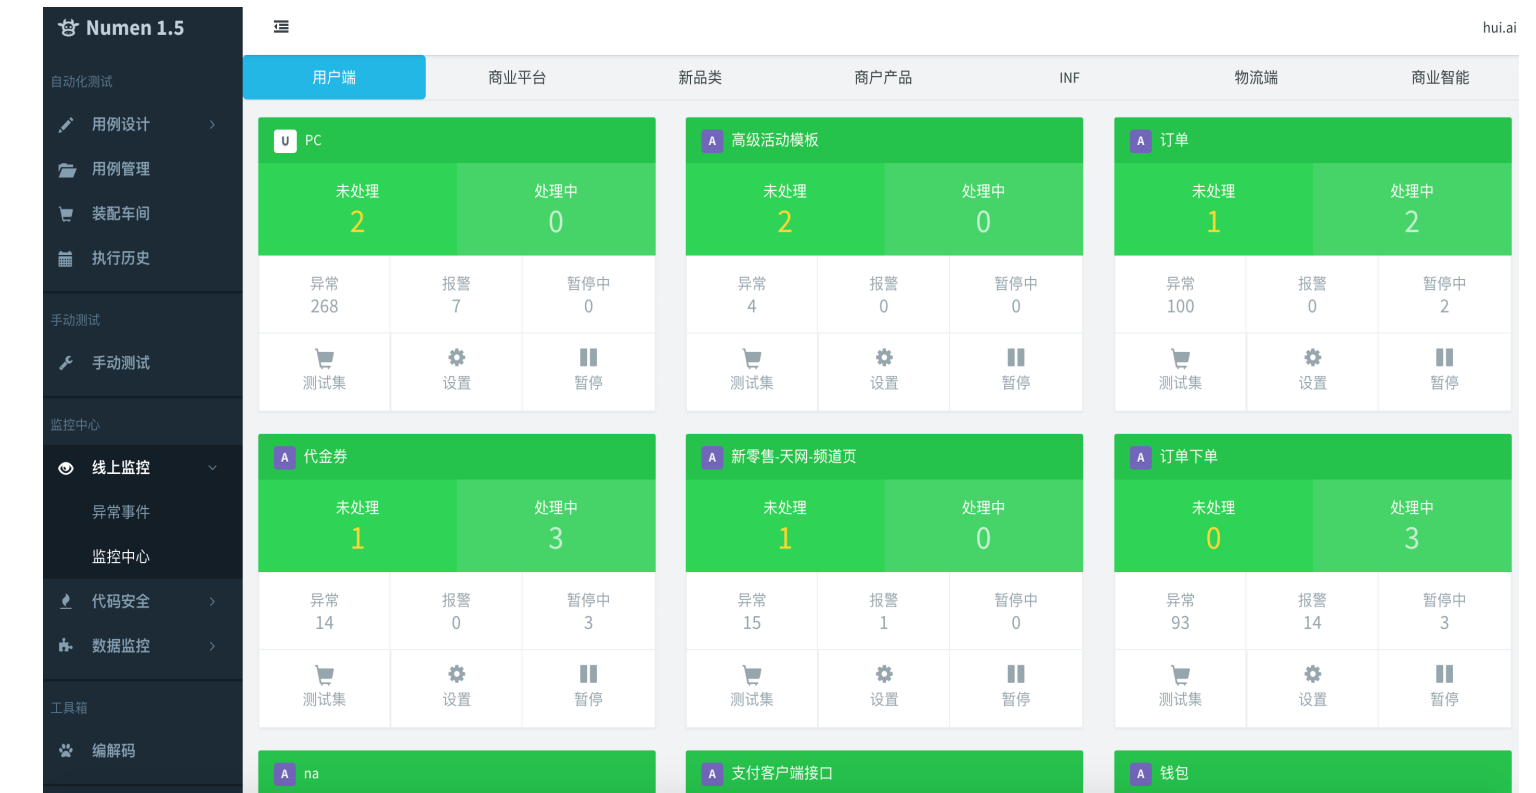 Numen 1.5
hui.ai
自动化测试
用例设计
用例管理
装配车间
执行历史
手动测试
手动测试
监控中心
线上监控
异常事件
监控中心
代码安全
数据监控
工具箱
编解码
用户端 商业平台 新品类 商户产品 INF 物流端 商业智能
U PC
未处理 处理中
2 0
异常 报警 暂停中
268 7 0
测试集 设置 暂停
A 高级活动模板
未处理 处理中
2 0
异常 报警 暂停中
4 0 0
测试集 设置 暂停
A 订单
未处理 处理中
1 2
异常 报警 暂停中
100 0 2
测试集 设置 暂停
A 代金券
未处理 处理中
1 3
异常 报警 暂停中
14 0 3
测试集 设置 暂停
A 新零售-天网-频道页
未处理 处理中
1 0
异常 报警 暂停中
15 1 0
测试集 设置 暂停
A 订单下单
未处理 处理中
0 3
异常 报警 暂停中
93 14 3
测试集 设置 暂停
A na
A 支付客户端接口
A 钱包